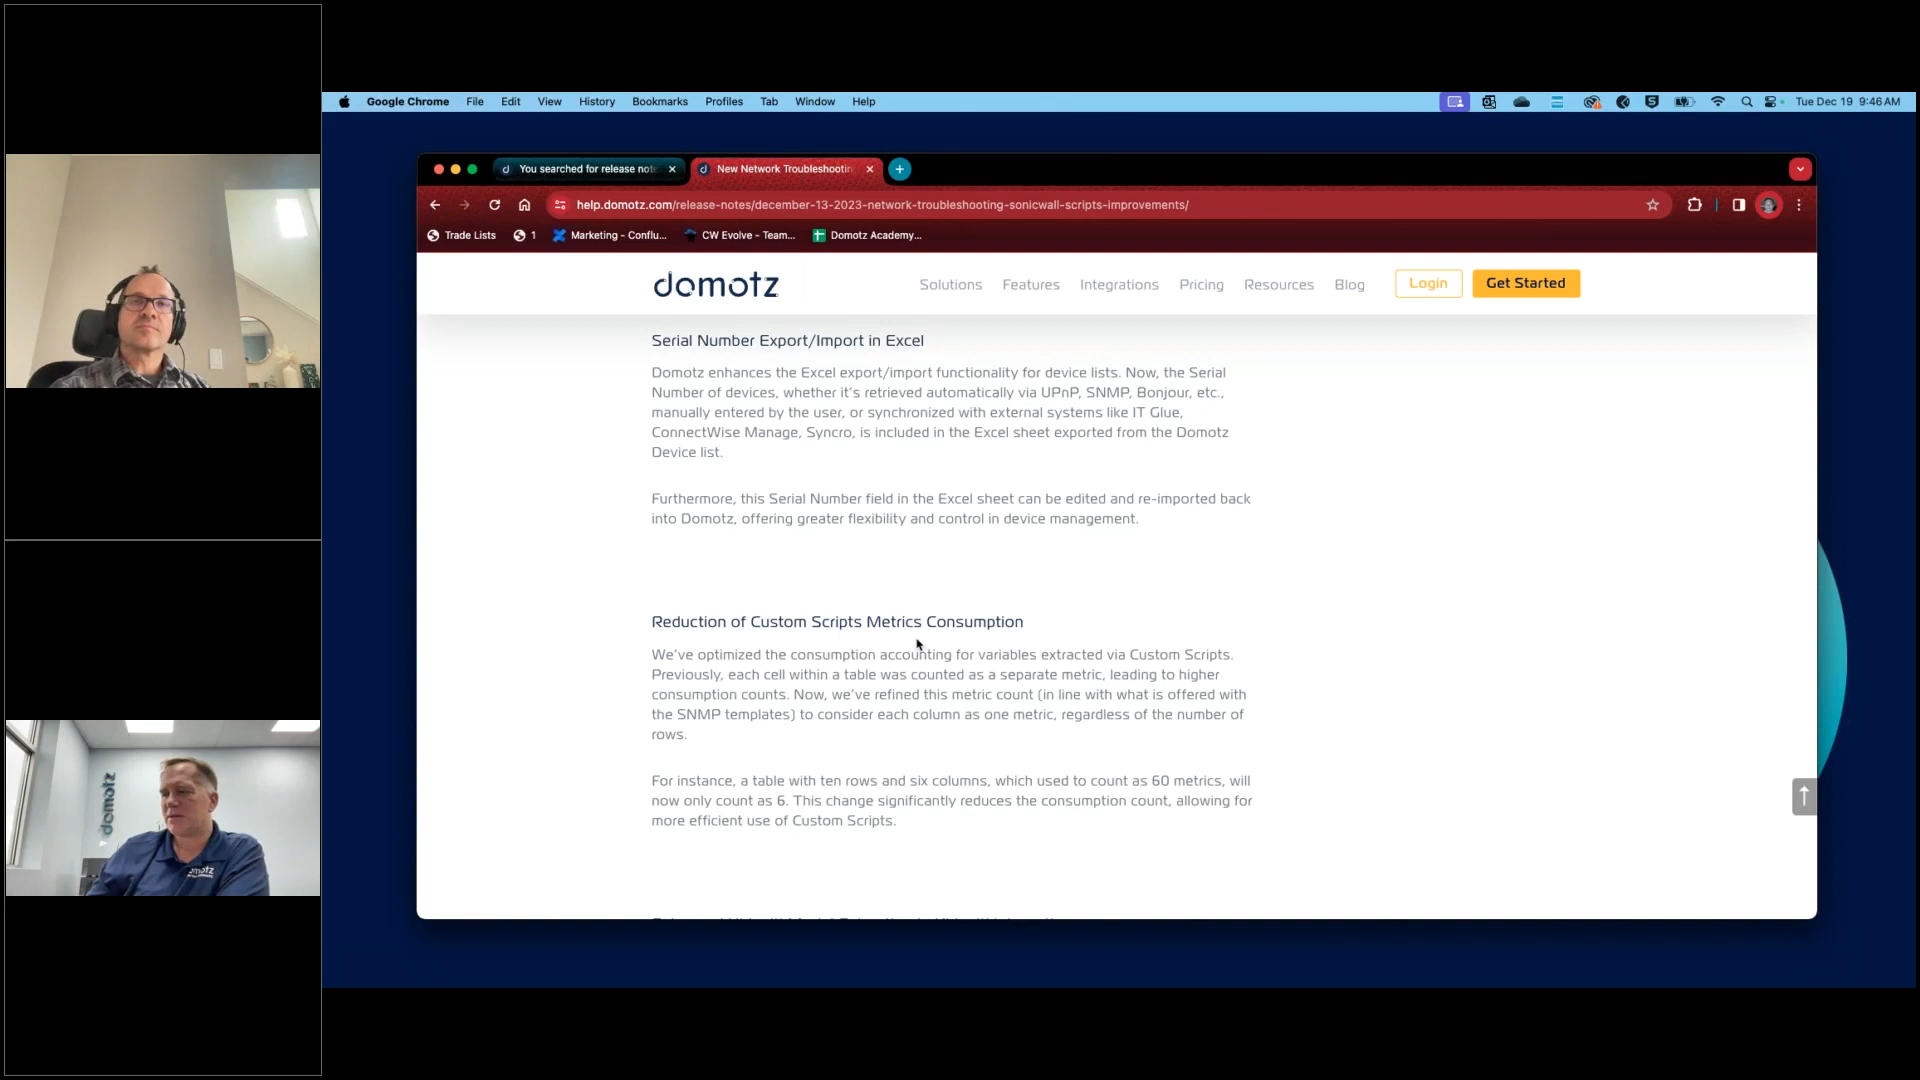 Google Chrome File Edit View History Bookmarks Profiles Tab Window Help
Tue Dec 19 9:46 AM
You searched for release note
New Network Troubleshootin
help.domotz.com/release-notes/december-13-2023-network-troubleshooting-sonicwall-scripts-improvements/
Trade Lists 1 Marketing - Conflu... CW Evolve - Team... Domotz Academy...
domotz Solutions Features Integrations Pricing Resources Blog Login Get Started
Serial Number Export/Import in Excel
Domotz enhances the Excel export/import functionality for device lists. Now, the Serial
Number of devices, whether it's retrieved automatically via UPnP, SNMP, Bonjour, etc.,
manually entered by the user, or synchronized with external systems like IT Glue,
ConnectWise Manage, Syncro, is included in the Excel sheet exported from the Domotz
Device list.
Furthermore, this Serial Number field in the Excel sheet can be edited and re-imported back
into Domotz, offering greater flexibility and control in device management.
Reduction of Custom Scripts Metrics Consumption
We've optimized the consumption accounting for variables extracted via Custom Scripts.
Previously, each cell within a table was counted as a separate metric, leading to higher
consumption counts. Now, we've refined this metric count (in line with what is offered with
the SNMP templates) to consider each column as one metric, regardless of the number of
rows.
For instance, a table with ten rows and six columns, which used to count as 60 metrics, will
now only count as 6. This change significantly reduces the consumption count, allowing for
more efficient use of Custom Scripts.
domotz
domotz